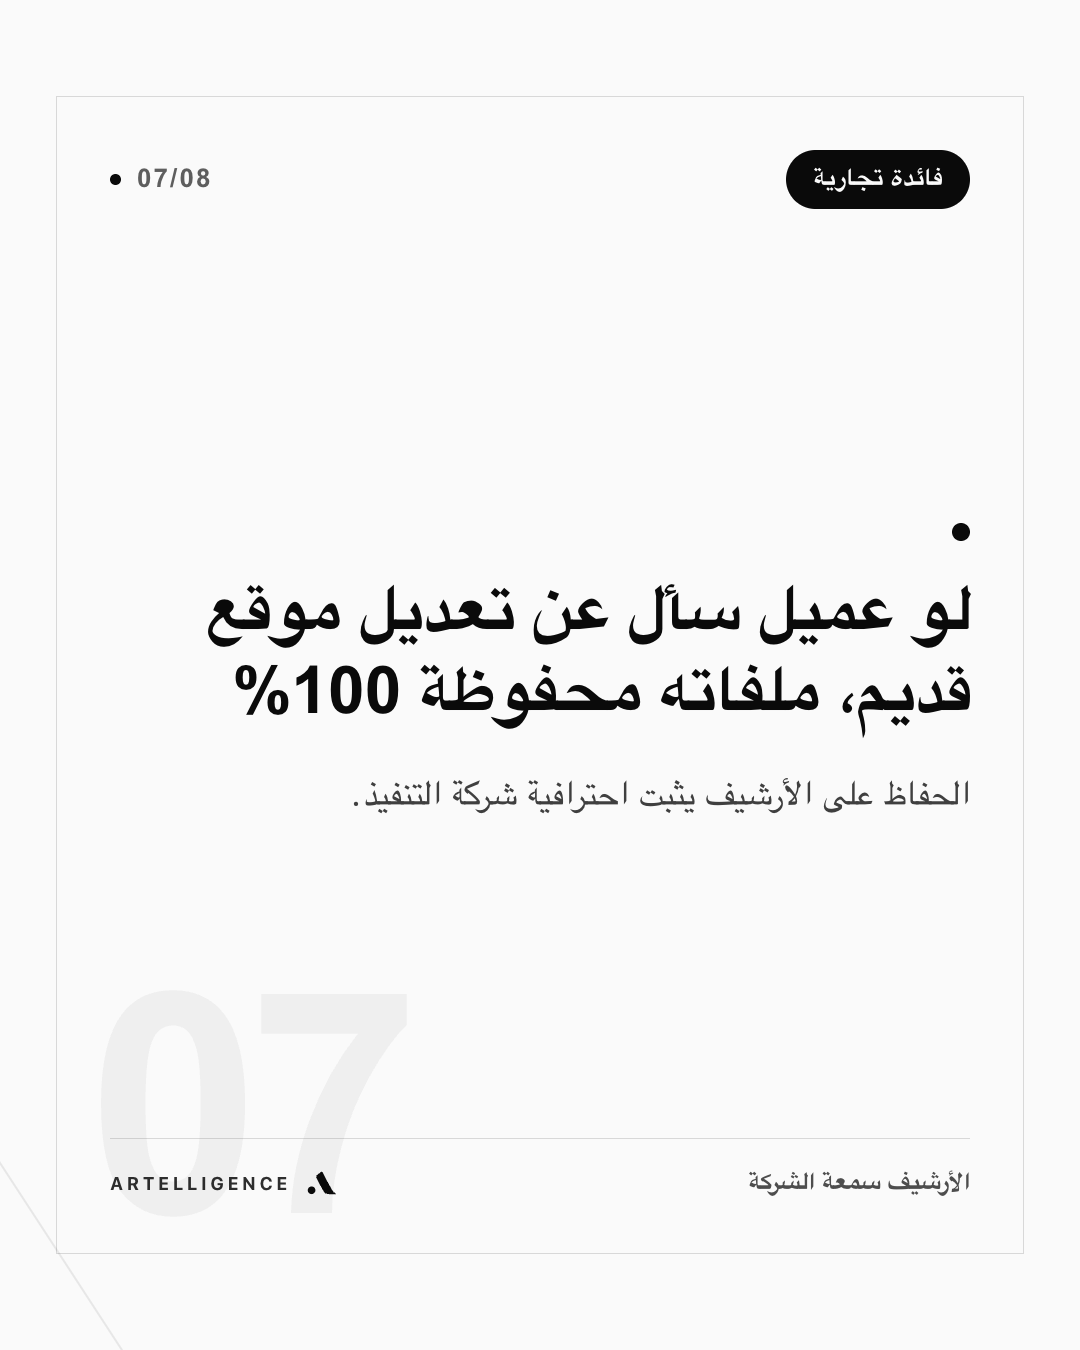 فائدة تجارية
07/08
لو عميل سأل عن تعديل موقع
قديم، ملفاته محفوظة 100%
الحفاظ على الأرشيف يثبت احترافية شركة التنفيذ.
07
الأرشيف سمعة الشركة
ARTELLIGENCE